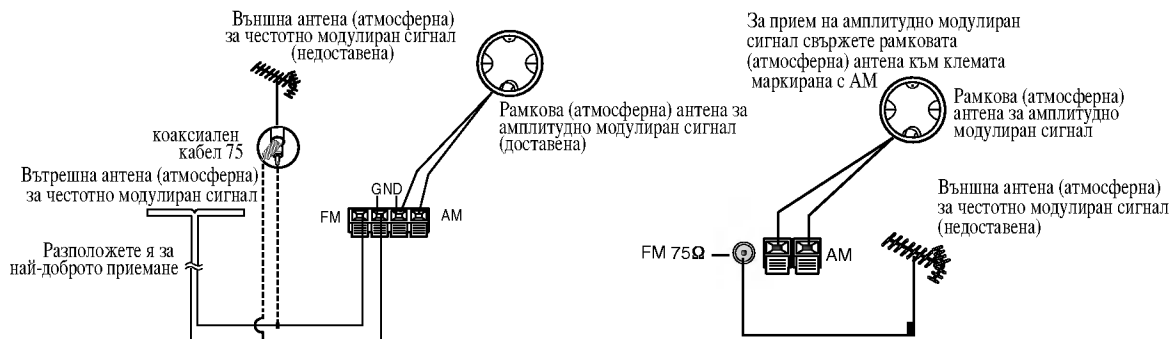 Външна антена (атмосферна)
за честотно модулиран сигнал
(недоставена)
коаксиален
кабел 75
Вътрешна антена (атмосферна)
за честотно модулиран сигнал
Разположете я за
най-доброто приемане
Рамкова (атмосферна) антена за
амплитудно модулиран сигнал
(доставена)
GND
FM
AM
За прием на амплитудно модулиран
сигнал свържете рамковата
(атмосферна) антена към клемата
маркирана с АМ
Рамкова (атмосферна)
антена за амплитудно
модулиран сигнал
Външна антена (атмосферна)
за честотно модулиран сигнал
(недоставена)
FM 75Ω
AM